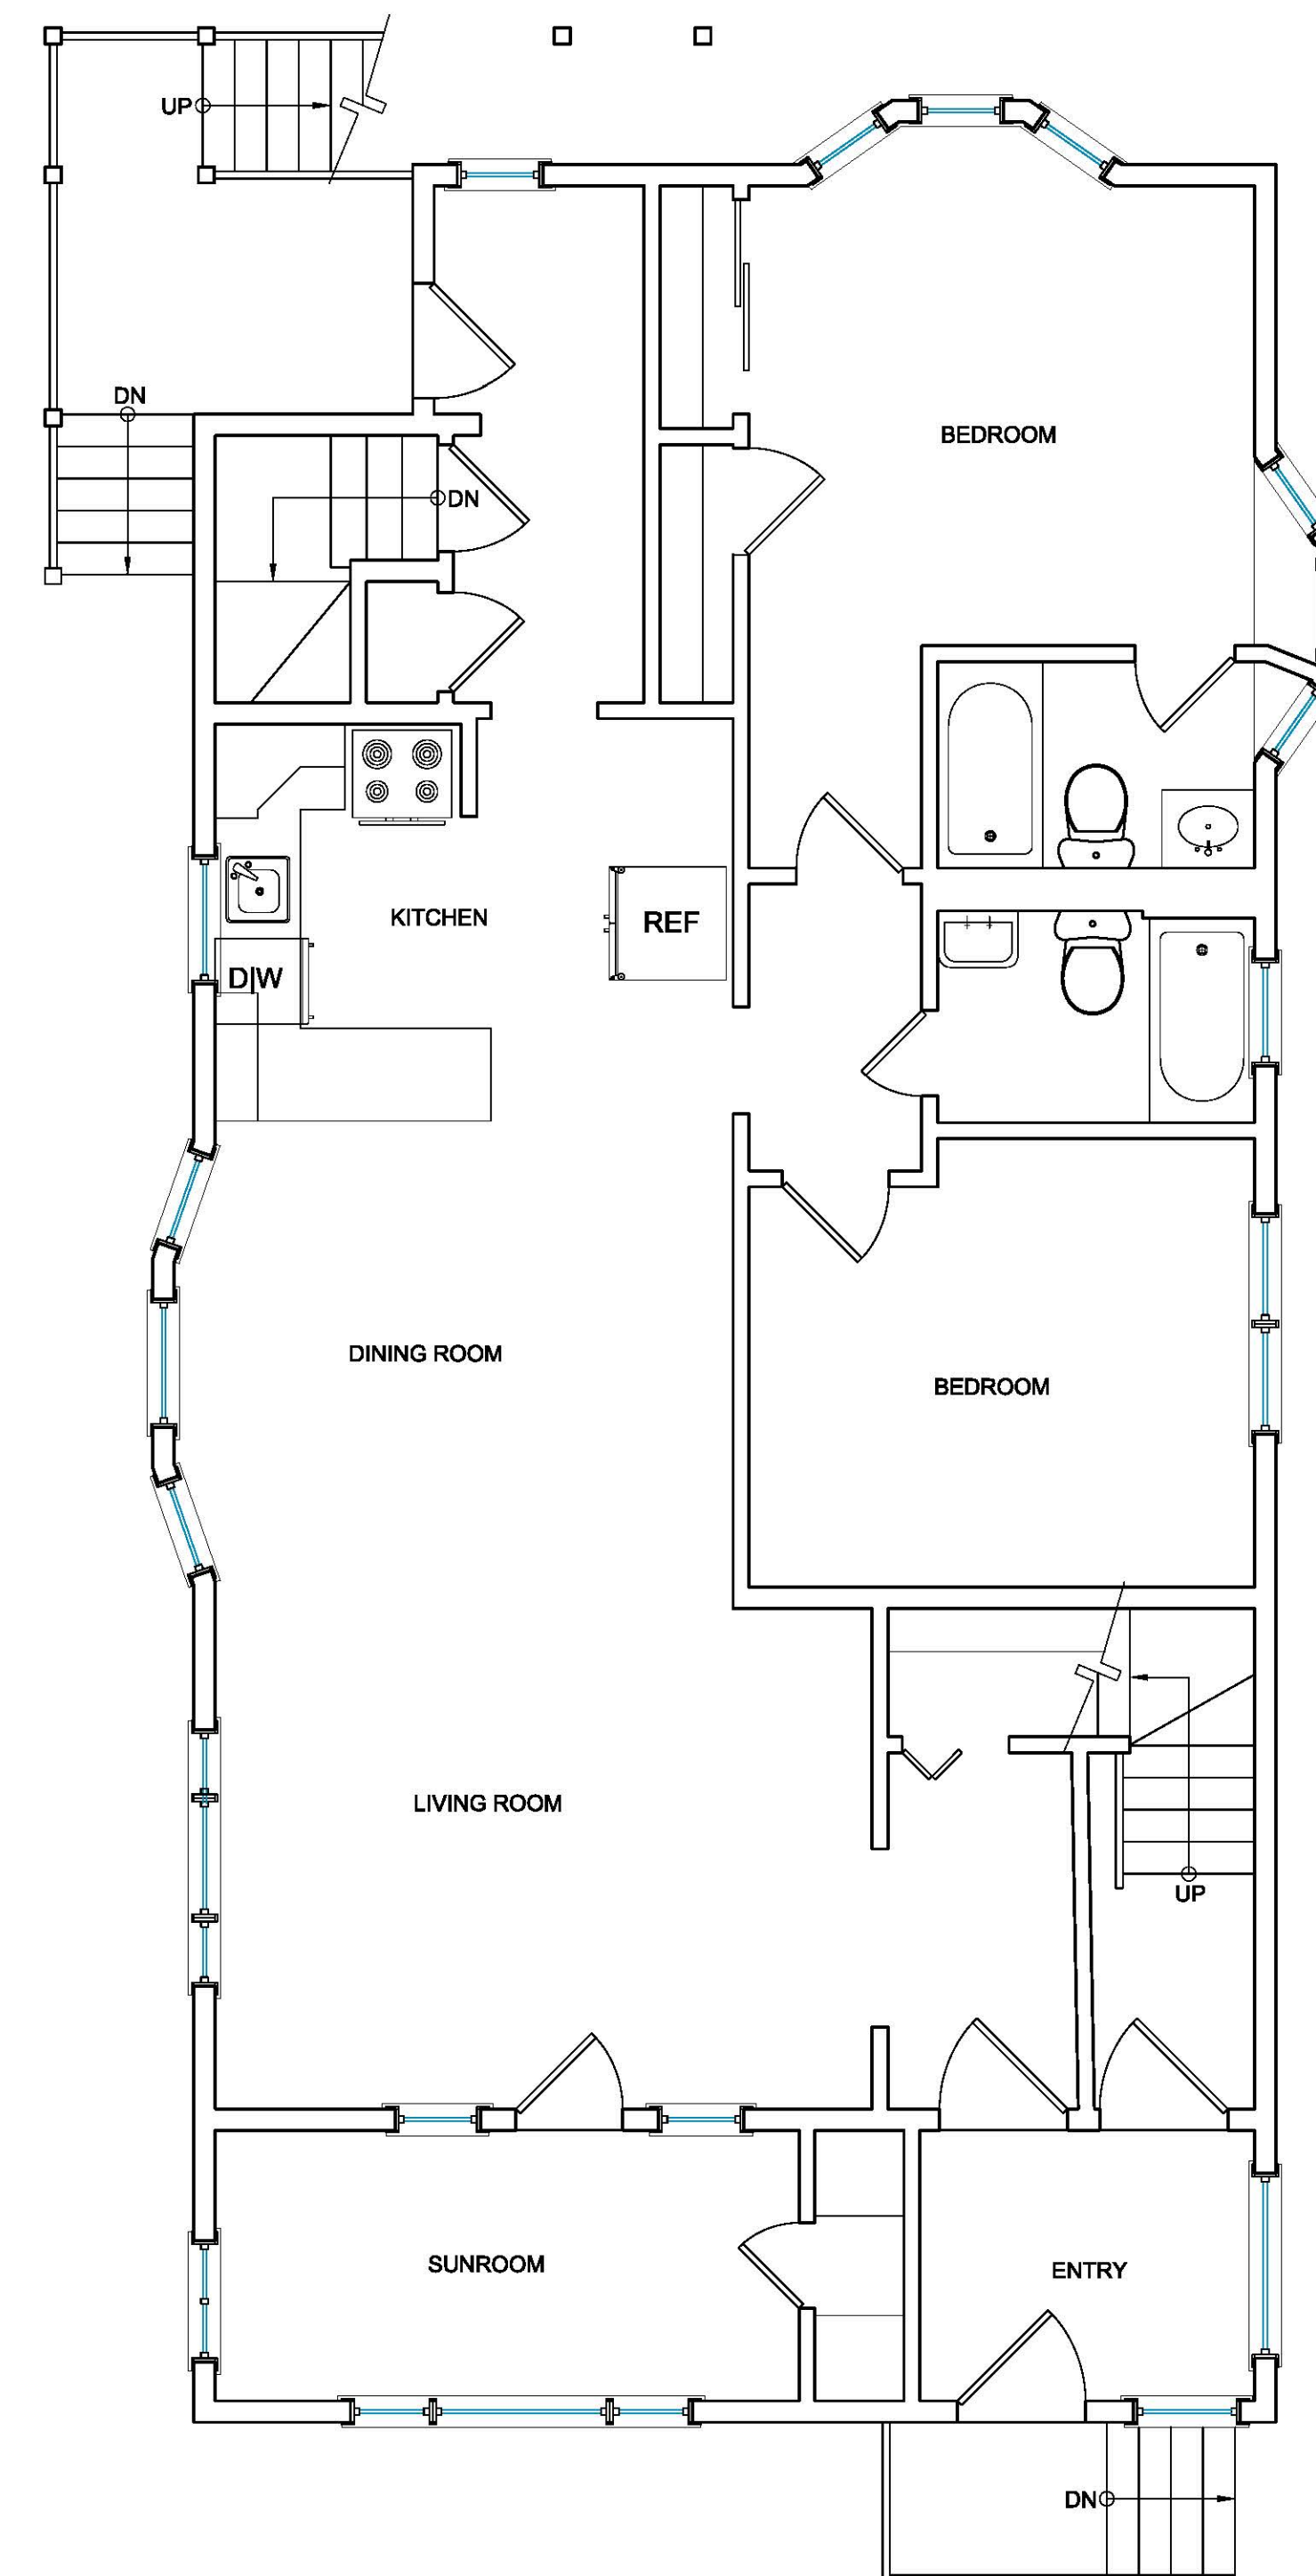 UP
DN
BEDROOM
DN
KITCHEN
REF
D|W
DINING ROOM
BEDROOM
LIVING ROOM
UP
SUNROOM
ENTRY
DN